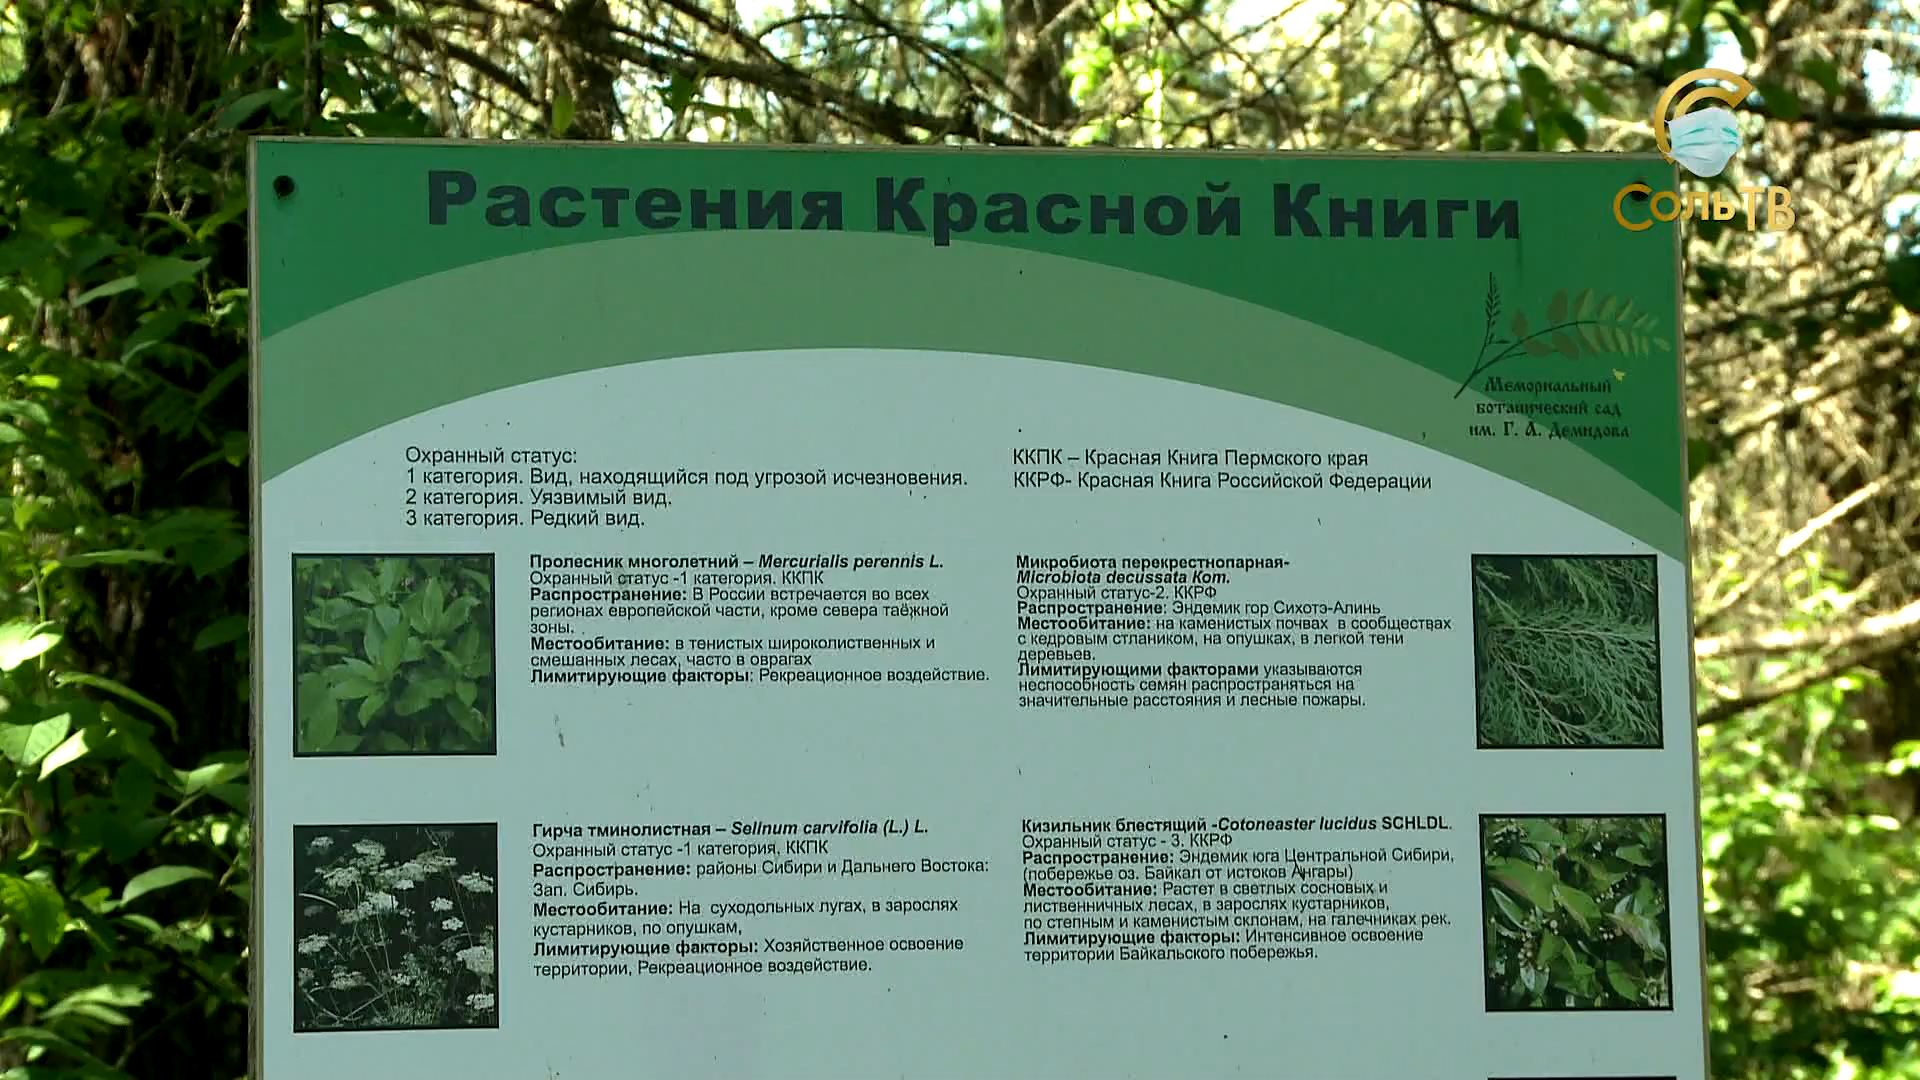 СольТВ
Растения Красной Книги
Мемориальный
ботанический сад
им. Г. А. Демидова
Охранный статус:
1 категория. Вид, находящийся под угрозой исчезновения.
2 категория. Уязвимый вид.
3 категория. Редкий вид.
ККПК – Красная Книга Пермского края
ККРФ- Красная Книга Российской Федерации
Пролесник многолетний – Mercurialis perennis L.
Охранный статус -1 категория. ККПК
Распространение: В России встречается во всех
регионах европейской части, кроме севера таёжной
зоны.
Местообитание: в тенистых широколиственных и
смешанных лесах, часто в оврагах
Лимитирующие факторы: Рекреационное воздействие.
Микробиота перекрестнопарная-
Microbiota decussata Kom.
Охранный статус-2. ККРФ
Распространение: Эндемик гор Сихотэ-Алинь
Местообитание: на каменистых почвах в сообществах
с кедровым стлаником, на опушках, в легкой тени
деревьев.
Лимитирующими факторами указываются
неспособность семян распространяться на
значительные расстояния и лесные пожары.
Гирча тминолистная – Selinum carvifolia (L.) L.
Охранный статус -1 категория, ККПК
Распространение: районы Сибири и Дальнего Востока:
Зап. Сибирь.
Местообитание: На суходольных лугах, в зарослях
кустарников, по опушкам,
Лимитирующие факторы: Хозяйственное освоение
территории, Рекреационное воздействие.
Кизильник блестящий -Cotoneaster lucidus SCHLDL.
Охранный статус - 3. ККРФ
Распространение: Эндемик юга Центральной Сибири,
(побережье оз. Байкал от истоков Ангары)
Местообитание: Растет в светлых сосновых и
лиственничных лесах, в зарослях кустарников,
по степным и каменистым склонам, на галечниках рек.
Лимитирующие факторы: Интенсивное освоение
территории Байкальского побережья.